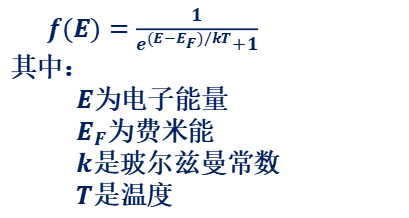 f(E) = \frac{1}{e^{(E-E_F)/kT}+1}
其中：
E为电子能量
E_F为费米能
k是玻尔兹曼常数
T是温度